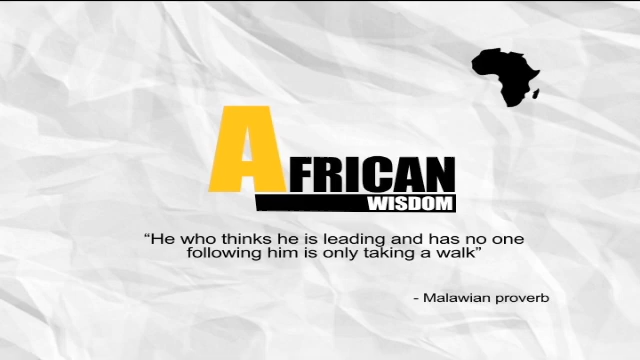 AFRICAN
WISDOM
“He who thinks he is leading and has no one
following him is only taking a walk”
- Malawian proverb